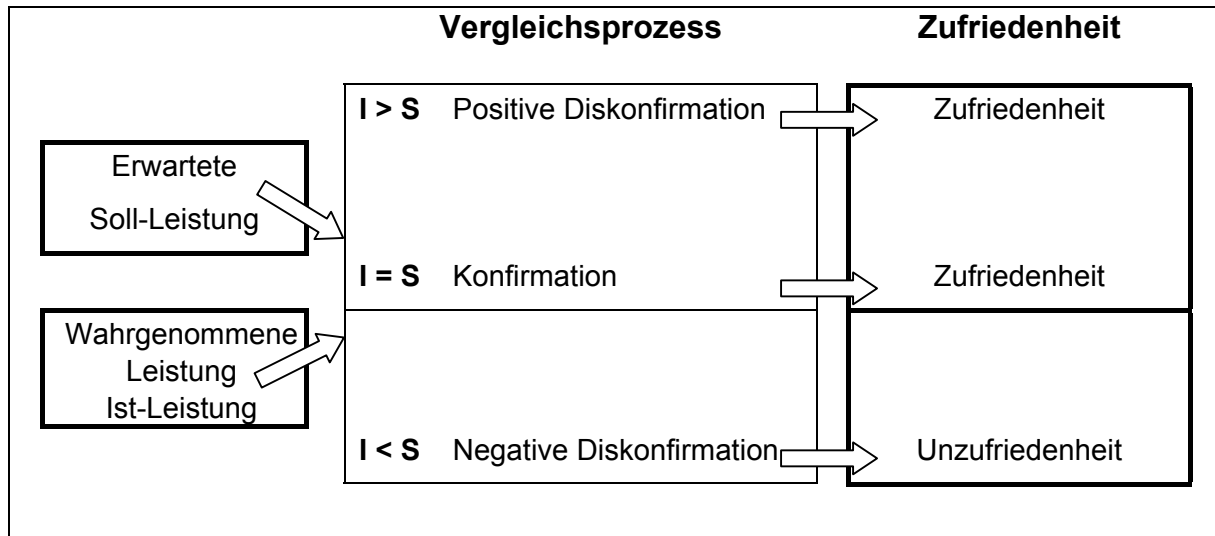 Vergleichsprozess Zufriedenheit
I > S Positive Diskonfirmation Zufriedenheit
Erwartete
Soll-Leistung
I = S Konfirmation Zufriedenheit
Wahrgenommene
Leistung
Ist-Leistung
I < S Negative Diskonfirmation Unzufriedenheit